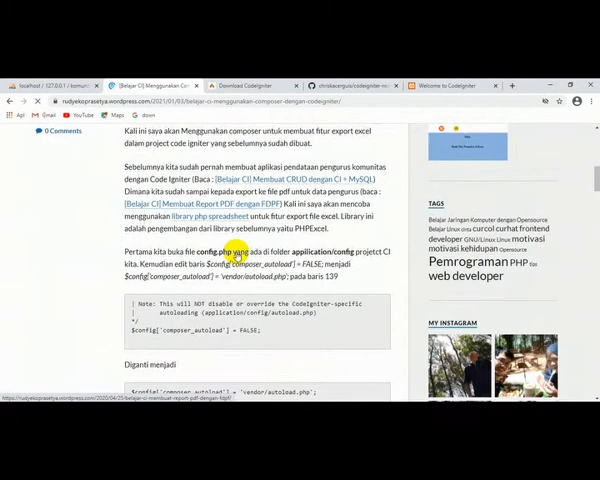 localhost / 127.0.0.1 / komuni
[Belajar CI] Menggunakan Com
Download CodeIgniter
chriskacerguis/codeigniter-re
Welcome to CodeIgniter
rudyekoprasetya.wordpress.com/2021/01/03/belajar-ci-menggunakan-composer-dengan-codeigniter/
Apl
Gmail
YouTube
Maps
down
0 Comments
Kali ini saya akan Menggunakan composer untuk membuat fitur export excel
dalam project code igniter yang sebelumnya sudah dibuat.
Sebelumnya kita sudah pernah membuat aplikasi pendataan pengurus komunitas
dengan Code Igniter (Baca : [Belajar CI] Membuat CRUD dengan CI + MySQL)
Dimana kita sudah sampai kepada export ke file pdf untuk data pengurus (baca :
[Belajar CI] Membuat Report PDF dengan FDPF) Kali ini saya akan mencoba
menggunakan library php spreadsheet untuk fitur export file excel. Library ini
adalah pengembangan dari library sebelumnya yaitu PHPExcel.
Pertama kita buka file config.php yang ada di folder application/config projetct CI
kita. Kemudian edit baris $config['composer_autoload'] = FALSE; menjadi
$config['composer_autoload'] = 'vendor/autoload.php'; pada baris 139
| Note: This will NOT disable or override the CodeIgniter-specific
| autoloading (application/config/autoload.php)
*/
$config['composer_autoload'] = FALSE;
Diganti menjadi
$config['composer_autoload'] = 'vendor/autoload.php';
https://rudyekoprasetya.wordpress.com/2020/04/25/belajar-ci-membuat-report-pdf-dengan-fdpf/
TAGS
Belajar Jaringan Komputer dengan Opensource
Belajar Linux cinta curcol curhat frontend
developer GNU/Linux Linux motivasi
motivasi kehidupan Opensource
Pemrograman PHP tips
web developer
MY INSTAGRAM